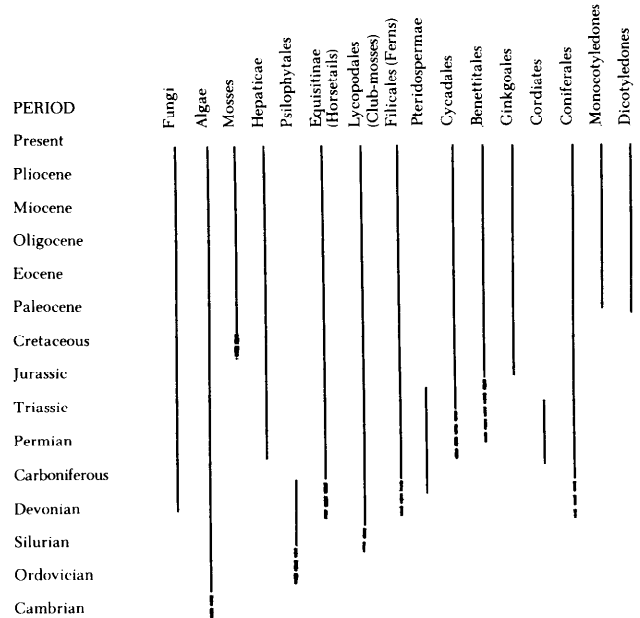 PERIOD
Fungi
Algae
Mosses
Hepaticae
Psilophytales
Equisitinae
(Horsetails)
Lycopodales
(Club-mosses)
Filicales (Ferns)
Pteridospermae
Cycadales
Benettitales
Ginkgoales
Cordiates
Coniferales
Monocotyledones
Dicotyledones
Present
Pliocene
Miocene
Oligocene
Eocene
Paleocene
Cretaceous
Jurassic
Triassic
Permian
Carboniferous
Devonian
Silurian
Ordovician
Cambrian